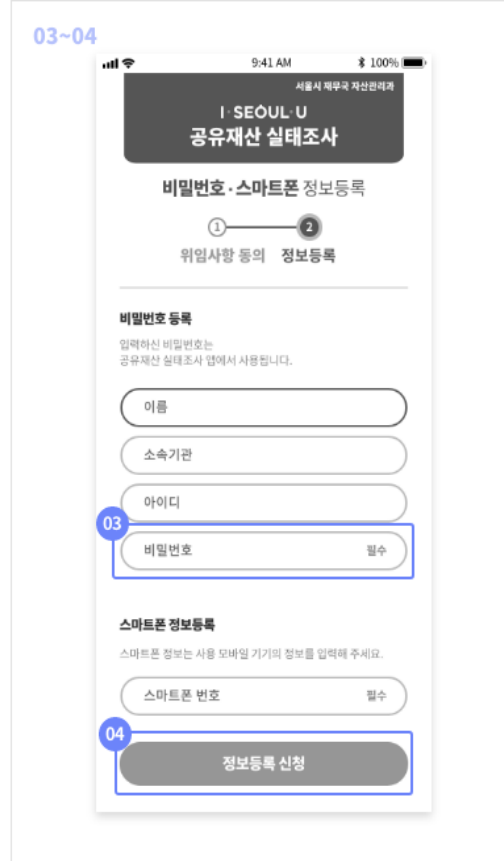 03~04
9:41 AM
100%
서울시 재무국 자산관리과
I·SEOUL·U
공유재산 실태조사
비밀번호·스마트폰 정보등록
1 2
위임사항 동의 정보등록
비밀번호 등록
입력하신 비밀번호는
공유재산 실태조사 앱에서 사용됩니다.
이름
소속기관
아이디
03
비밀번호 필수
스마트폰 정보등록
스마트폰 정보는 사용 모바일 기기의 정보를 입력해 주세요.
스마트폰 번호 필수
04
정보등록 신청